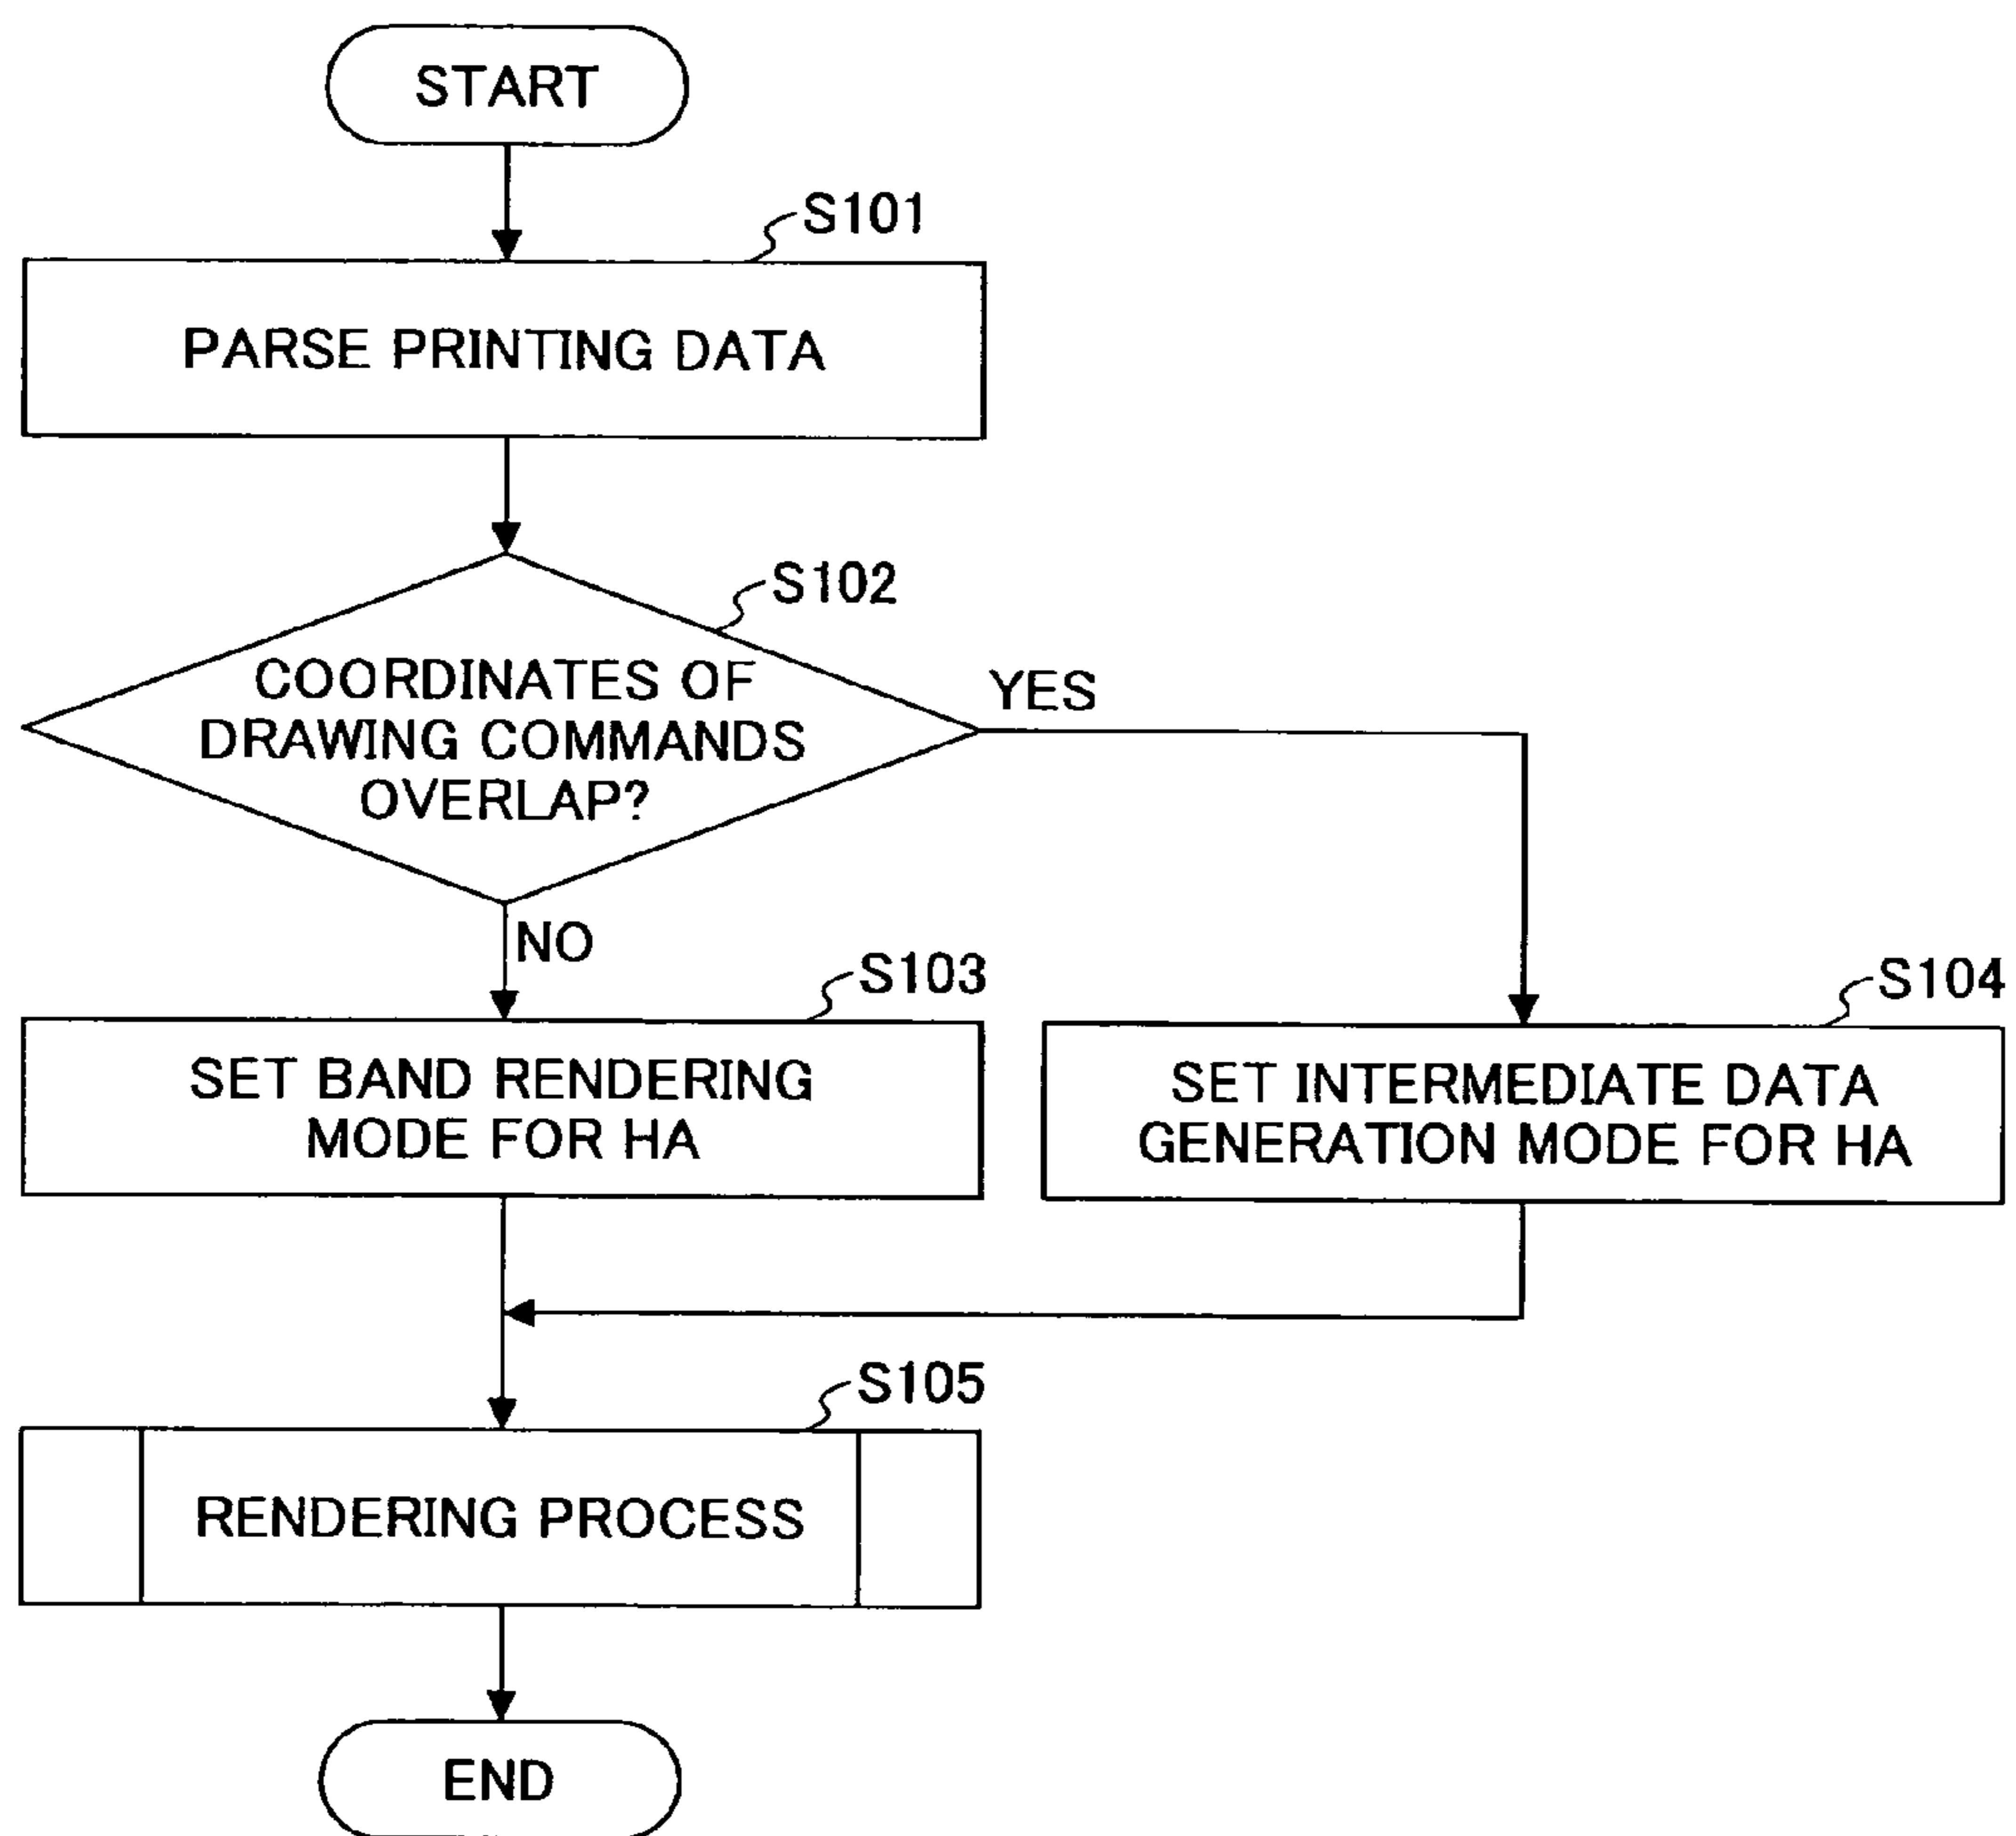 START
S101
PARSE PRINTING DATA
S102
COORDINATES OF
DRAWING COMMANDS
OVERLAP?
YES
NO
S103
SET BAND RENDERING
MODE FOR HA
S104
SET INTERMEDIATE DATA
GENERATION MODE FOR HA
S105
RENDERING PROCESS
END